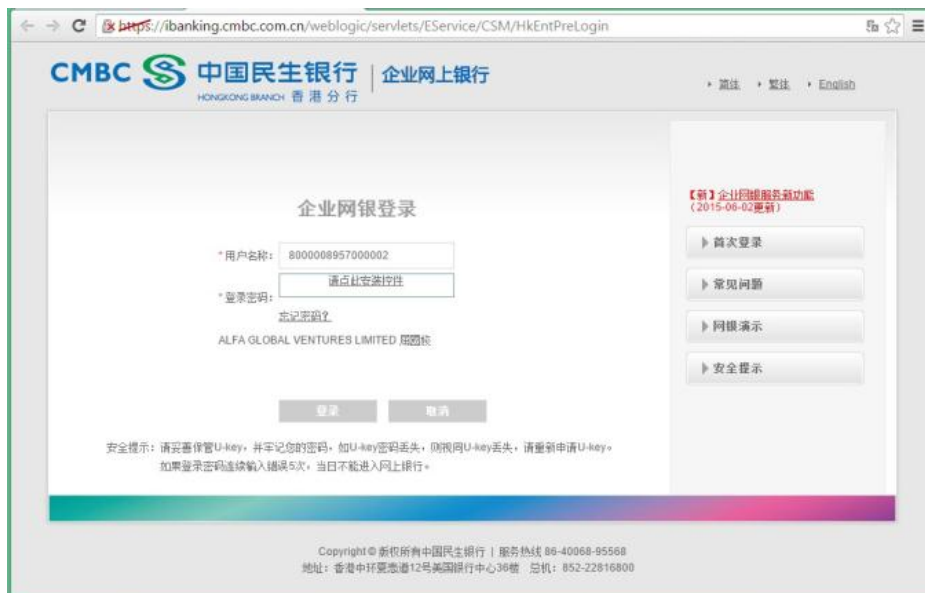 https://ibanking.cmbc.com.cn/weblogic/servlets/EService/CSM/HkEntPreLogin
CMBC 中国民生银行 企业网上银行
HONGKONG BRANCH 香港分行
简体 繁体 English
【新】企业网银服务新功能
(2015-06-02更新)
企业网银登录
首次登录
*用户名称: 8000008957000002
请点此安装控件
常见问题
*登录密码:
忘记密码?
网银演示
ALFA GLOBAL VENTURES LIMITED
安全提示
登录 取消
安全提示:请妥善保管U-key,并牢记您的密码,如U-key密码丢失,则视同U-key丢失,请重新申请U-key。
如果登录密码连续输入错误5次,当日不能进入网上银行。
Copyright © 版权所有中国民生银行 | 服务热线 86-40068-95568
地址:香港中环夏悫道12号美国银行中心36楼 总机:852-22816800